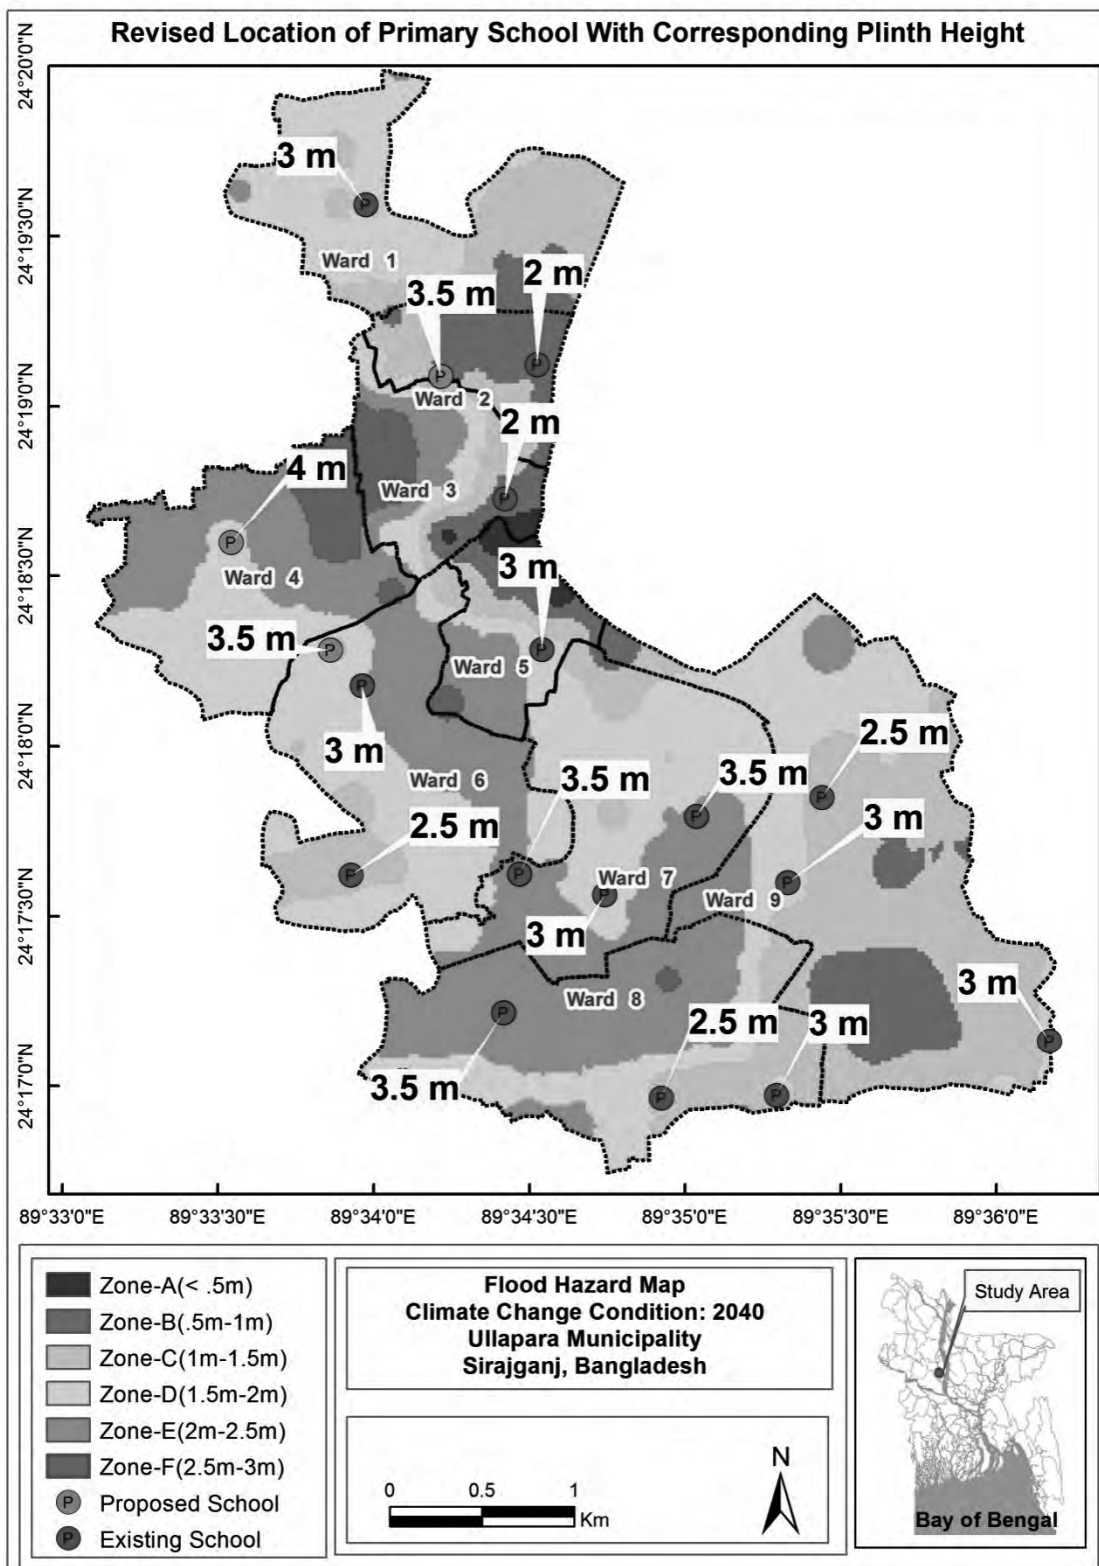 Revised Location of Primary School With Corresponding Plinth Height
24°20'0"N
24°19'30"N
24°19'0"N
24°18'30"N
24°18'0"N
24°17'30"N
24°17'0"N
3 m
Ward 1
2 m
3.5 m
P
P
P
Ward 2
2 m
4 m
Ward 3
P
P
3 m
Ward 4
3.5 m
P
P
Ward 5
P
3 m
Ward 6
2.5 m
3.5 m
3.5 m
P
P
2.5 m
3 m
P
P
Ward 7
P
P
Ward 9
3 m
3 m
Ward 8
P
2.5 m
3 m
P
3.5 m
P
P
89°33'0"E
89°33'30"E
89°34'0"E
89°34'30"E
89°35'0"E
89°35'30"E
89°36'0"E
Zone-A(< .5m)
Zone-B(.5m-1m)
Zone-C(1m-1.5m)
Zone-D(1.5m-2m)
Zone-E(2m-2.5m)
Zone-F(2.5m-3m)
P Proposed School
P Existing School
Flood Hazard Map
Climate Change Condition: 2040
Ullapara Municipality
Sirajganj, Bangladesh
0 0.5 1
Km
N
Study Area
Bay of Bengal